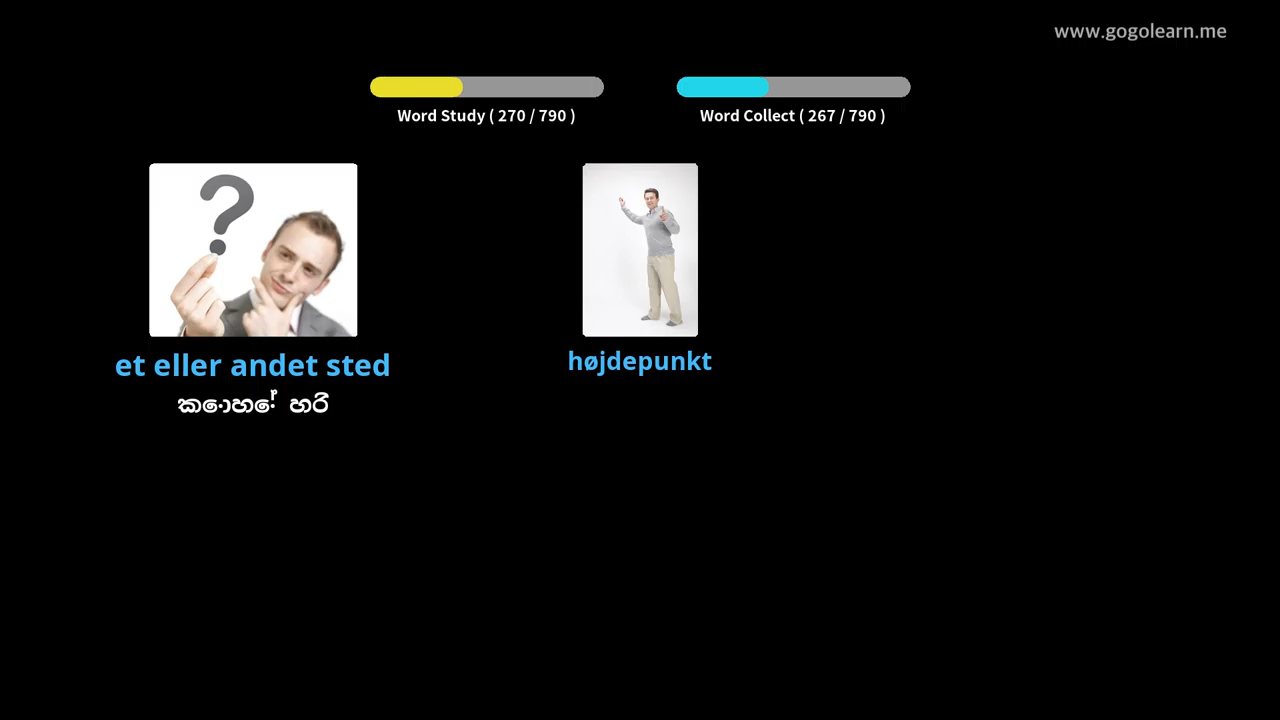 www.gogolearn.me
Word Study ( 270 / 790 )
Word Collect ( 267 / 790 )
et eller andet sted
කොහේ හරි
højdepunkt